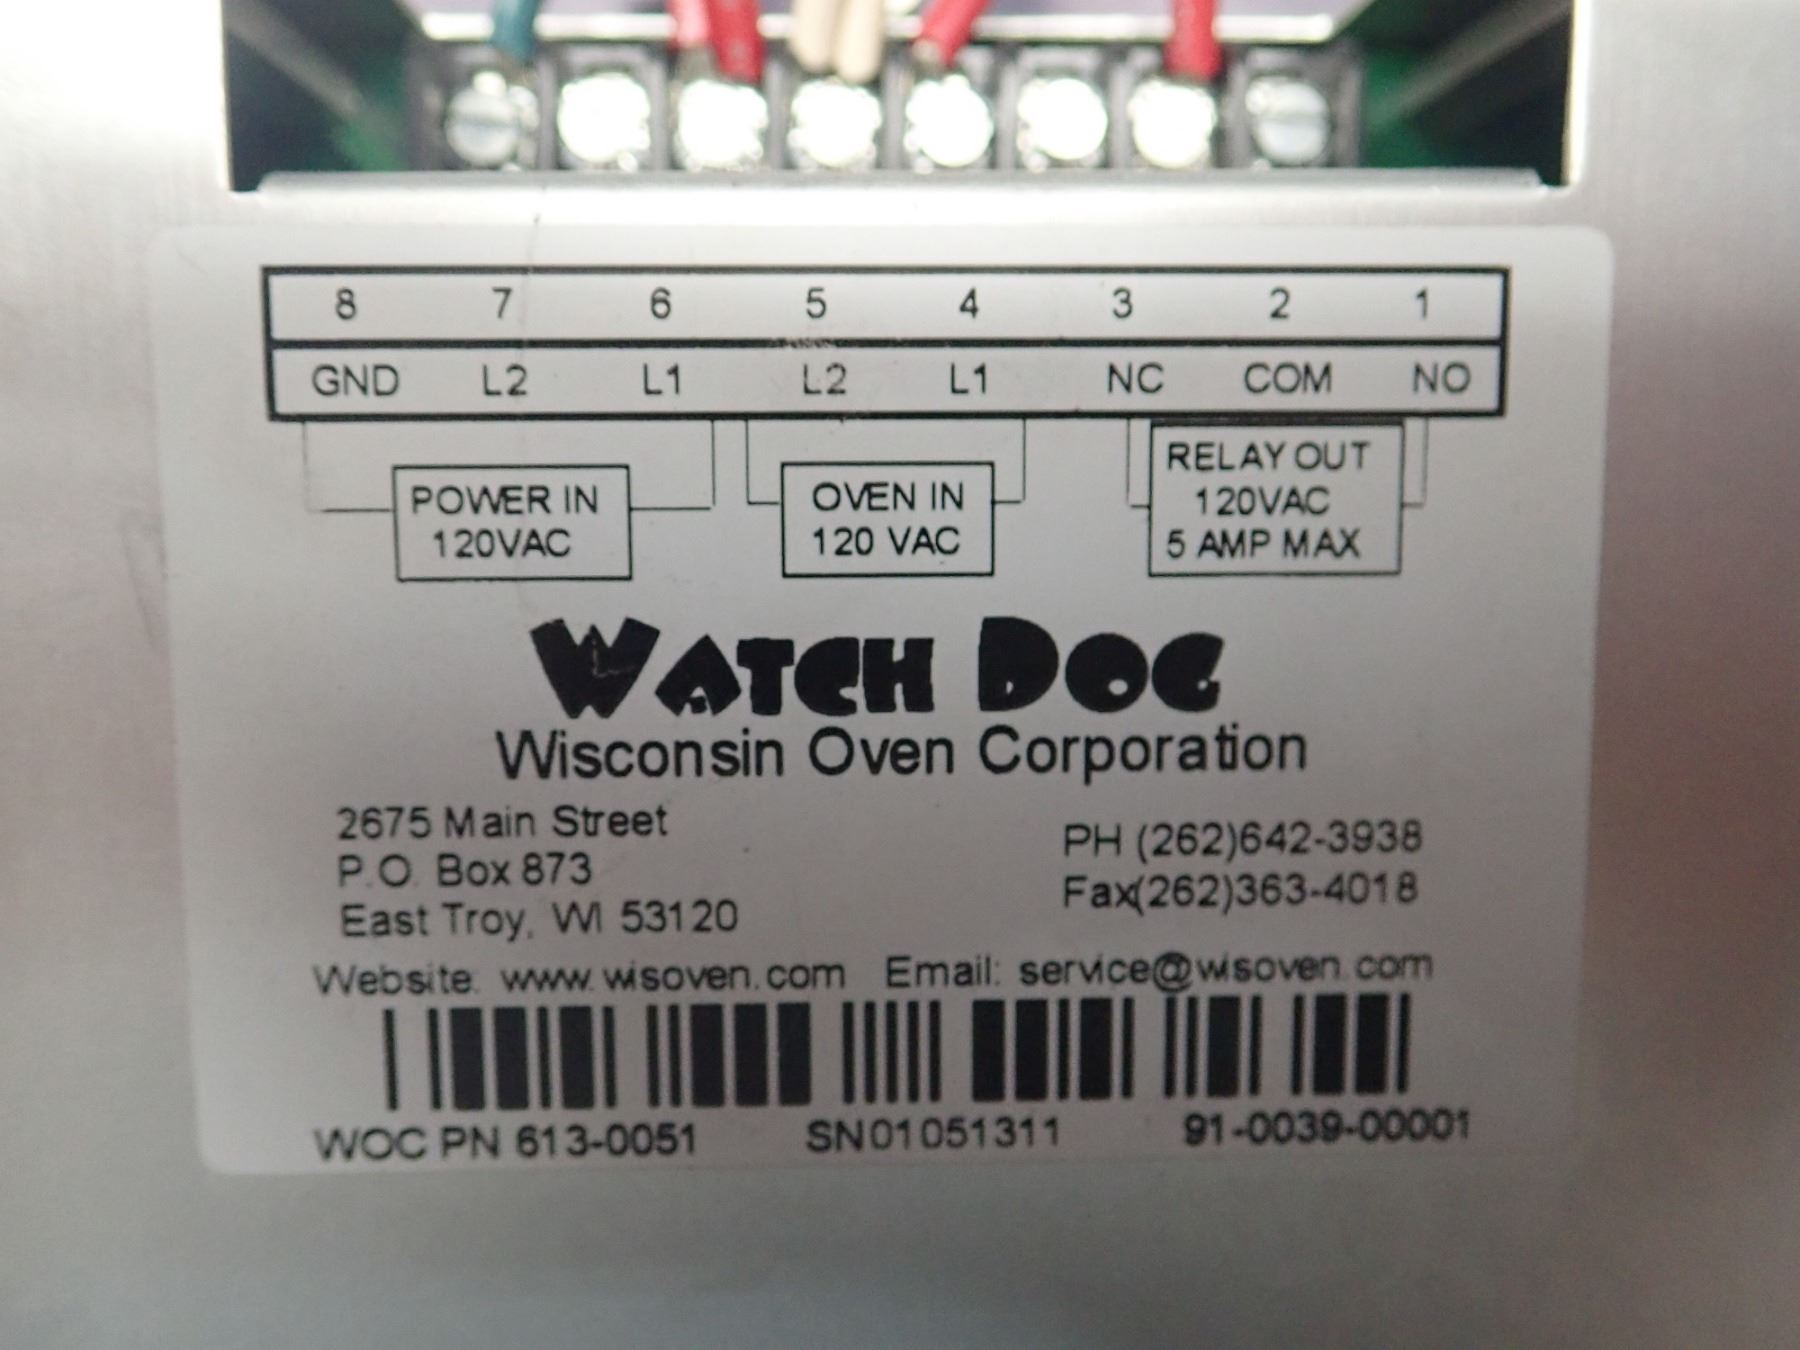 8 7 6 5 4 3 2 1
GND L2 L1 L2 L1 NC COM NO
POWER IN
120VAC
OVEN IN
120 VAC
RELAY OUT
120VAC
5 AMP MAX
WATCH DOG
Wisconsin Oven Corporation
2675 Main Street
P.O. Box 873
East Troy, WI 53120
PH (262)642-3938
Fax(262)363-4018
Website: www.wisoven.com Email: service@wisoven.com
WOC PN 613-0051 SN01051311 91-0039-00001